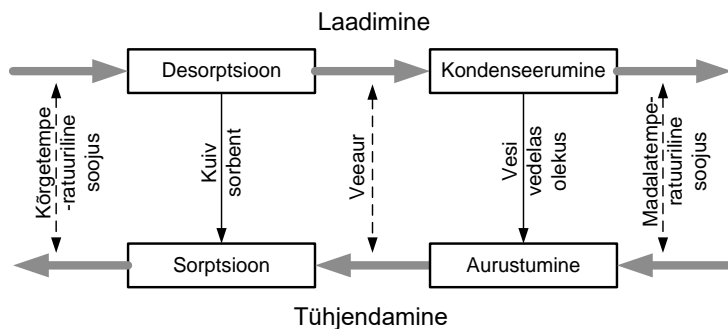 Laadimine
Desorptsioon
Kondenseerumine
Kõrgetempe
-ratuuriline
soojus
Kuiv
sorbent
Veeaur
Vesi
vedelas
olekus
Madalatempe-
ratuuriline
soojus
Sorptsioon
Aurustumine
Tühjendamine